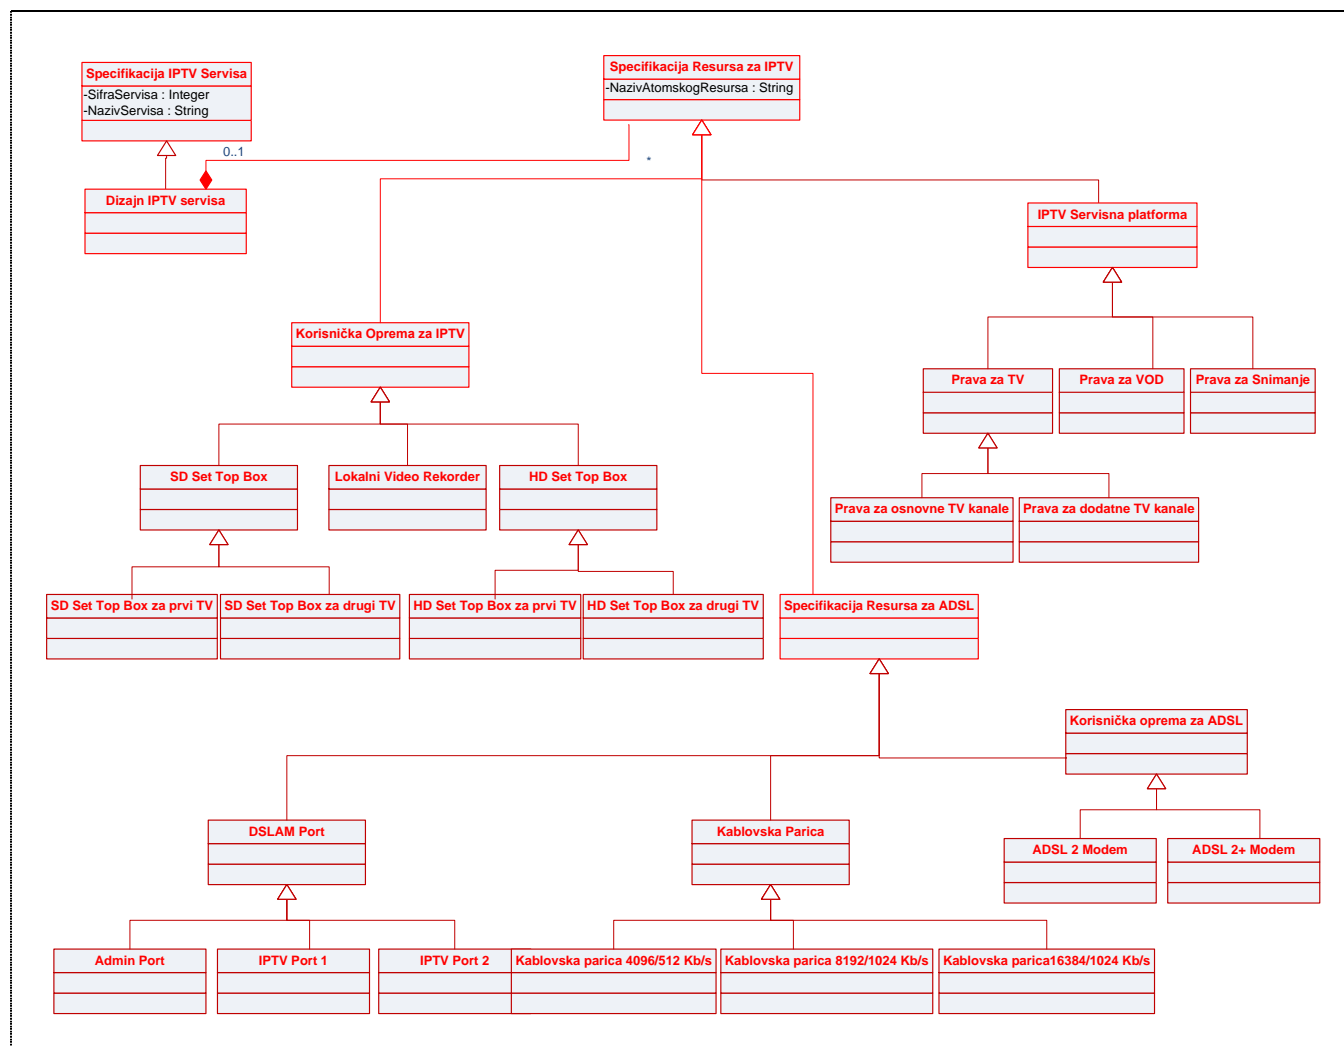 Specifikacija IPTV Servisa
-SifraServisa : Integer
-NazivServisa : String
Specifikacija Resursa za IPTV
-NazivAtomskogResursa : String
0..1
*
Dizajn IPTV servisa
IPTV Servisna platforma
Korisnička Oprema za IPTV
Prava za TV
Prava za VOD
Prava za Snimanje
SD Set Top Box
Lokalni Video Rekorder
HD Set Top Box
Prava za osnovne TV kanale
Prava za dodatne TV kanale
SD Set Top Box za prvi TV
SD Set Top Box za drugi TV
HD Set Top Box za prvi TV
HD Set Top Box za drugi TV
Specifikacija Resursa za ADSL
Korisnička oprema za ADSL
DSLAM Port
Kablovska Parica
ADSL 2 Modem
ADSL 2+ Modem
Admin Port
IPTV Port 1
IPTV Port 2
Kablovska parica 4096/512 Kb/s
Kablovska parica 8192/1024 Kb/s
Kablovska parica16384/1024 Kb/s